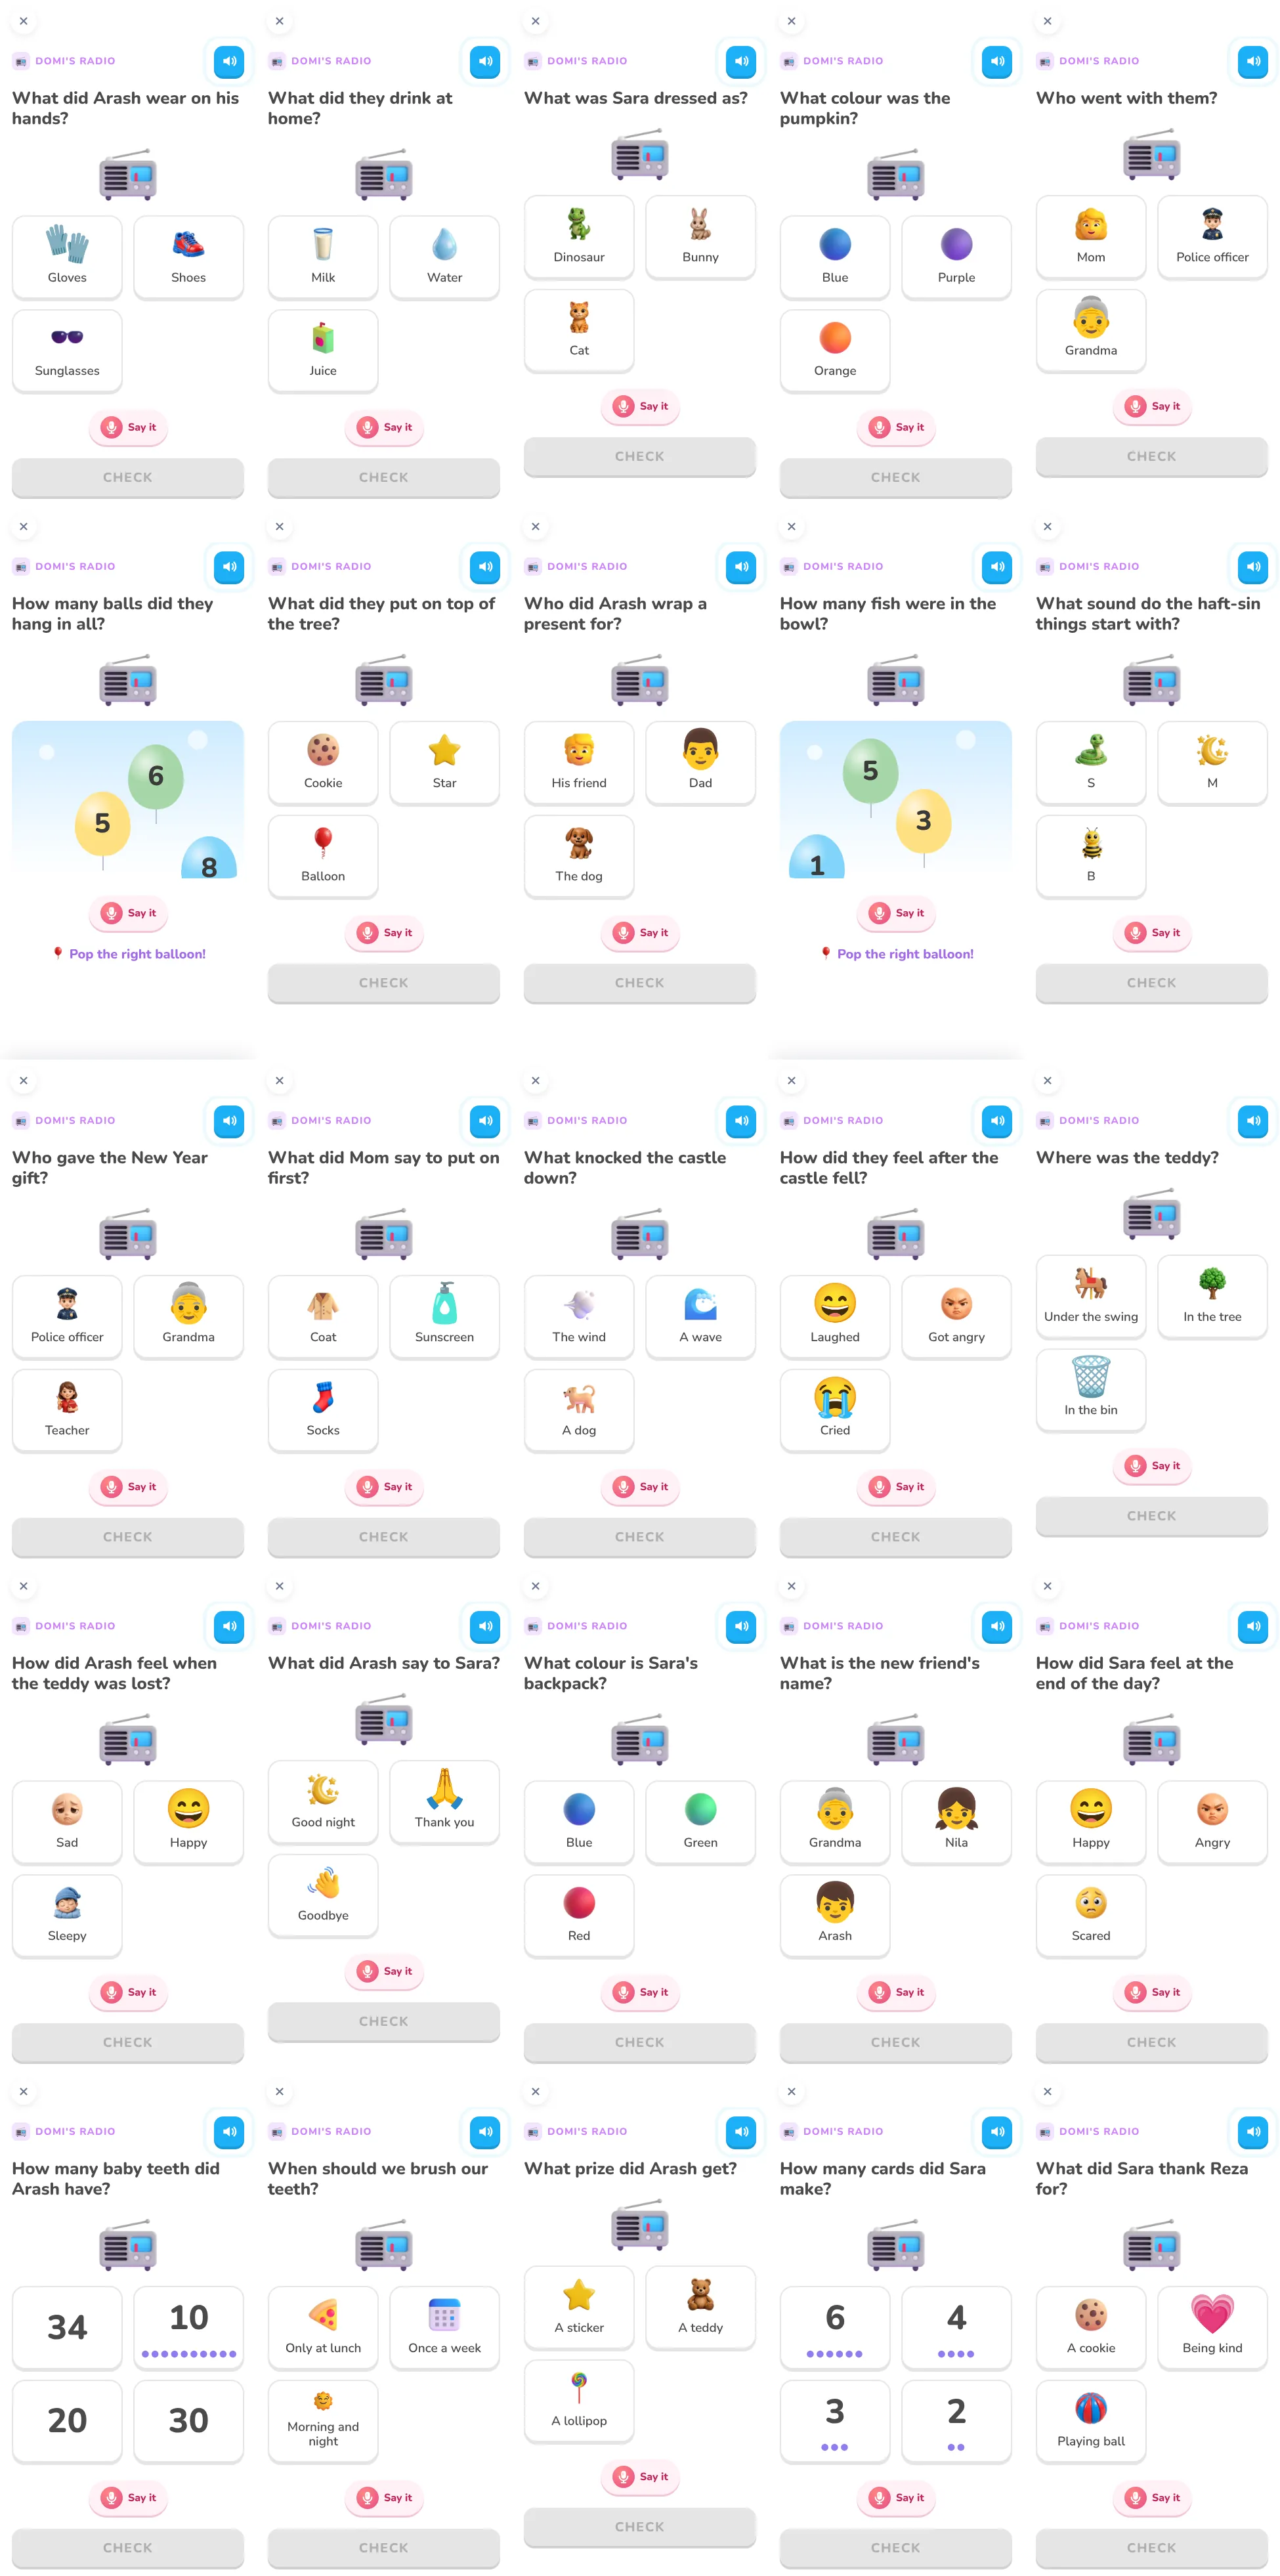 DOMI'S RADIO
What did Arash wear on his
hands?
Gloves
Shoes
Sunglasses
Say it
CHECK
DOMI'S RADIO
What did they drink at
home?
Milk
Water
Juice
Say it
CHECK
DOMI'S RADIO
What was Sara dressed as?
Dinosaur
Bunny
Cat
Say it
CHECK
DOMI'S RADIO
What colour was the
pumpkin?
Blue
Purple
Orange
Say it
CHECK
DOMI'S RADIO
Who went with them?
Mom
Police officer
Grandma
Say it
CHECK
DOMI'S RADIO
How many balls did they
hang in all?
6
5
8
Say it
Pop the right balloon!
DOMI'S RADIO
What did they put on top of
the tree?
Cookie
Star
Balloon
Say it
CHECK
DOMI'S RADIO
Who did Arash wrap a
present for?
His friend
Dad
The dog
Say it
CHECK
DOMI'S RADIO
How many fish were in the
bowl?
5
3
1
Say it
Pop the right balloon!
DOMI'S RADIO
What sound do the haft-sin
things start with?
S
M
B
Say it
CHECK
DOMI'S RADIO
Who gave the New Year
gift?
Police officer
Grandma
Teacher
Say it
CHECK
DOMI'S RADIO
What did Mom say to put on
first?
Coat
Sunscreen
Socks
Say it
CHECK
DOMI'S RADIO
What knocked the castle
down?
The wind
A wave
A dog
Say it
CHECK
DOMI'S RADIO
How did they feel after the
castle fell?
Laughed
Got angry
Cried
Say it
CHECK
DOMI'S RADIO
Where was the teddy?
Under the swing
In the tree
In the bin
Say it
CHECK
DOMI'S RADIO
How did Arash feel when
the teddy was lost?
Sad
Happy
Sleepy
Say it
CHECK
DOMI'S RADIO
What did Arash say to Sara?
Good night
Thank you
Goodbye
Say it
CHECK
DOMI'S RADIO
What colour is Sara's
backpack?
Blue
Green
Red
Say it
CHECK
DOMI'S RADIO
What is the new friend's
name?
Grandma
Nila
Arash
Say it
CHECK
DOMI'S RADIO
How did Sara feel at the
end of the day?
Happy
Angry
Scared
Say it
CHECK
DOMI'S RADIO
How many baby teeth did
Arash have?
34
10
20
30
Say it
CHECK
DOMI'S RADIO
When should we brush our
teeth?
Only at lunch
Once a week
Morning and
night
Say it
CHECK
DOMI'S RADIO
What prize did Arash get?
A sticker
A teddy
A lollipop
Say it
CHECK
DOMI'S RADIO
How many cards did Sara
make?
6
4
3
2
Say it
CHECK
DOMI'S RADIO
What did Sara thank Reza
for?
A cookie
Being kind
Playing ball
Say it
CHECK